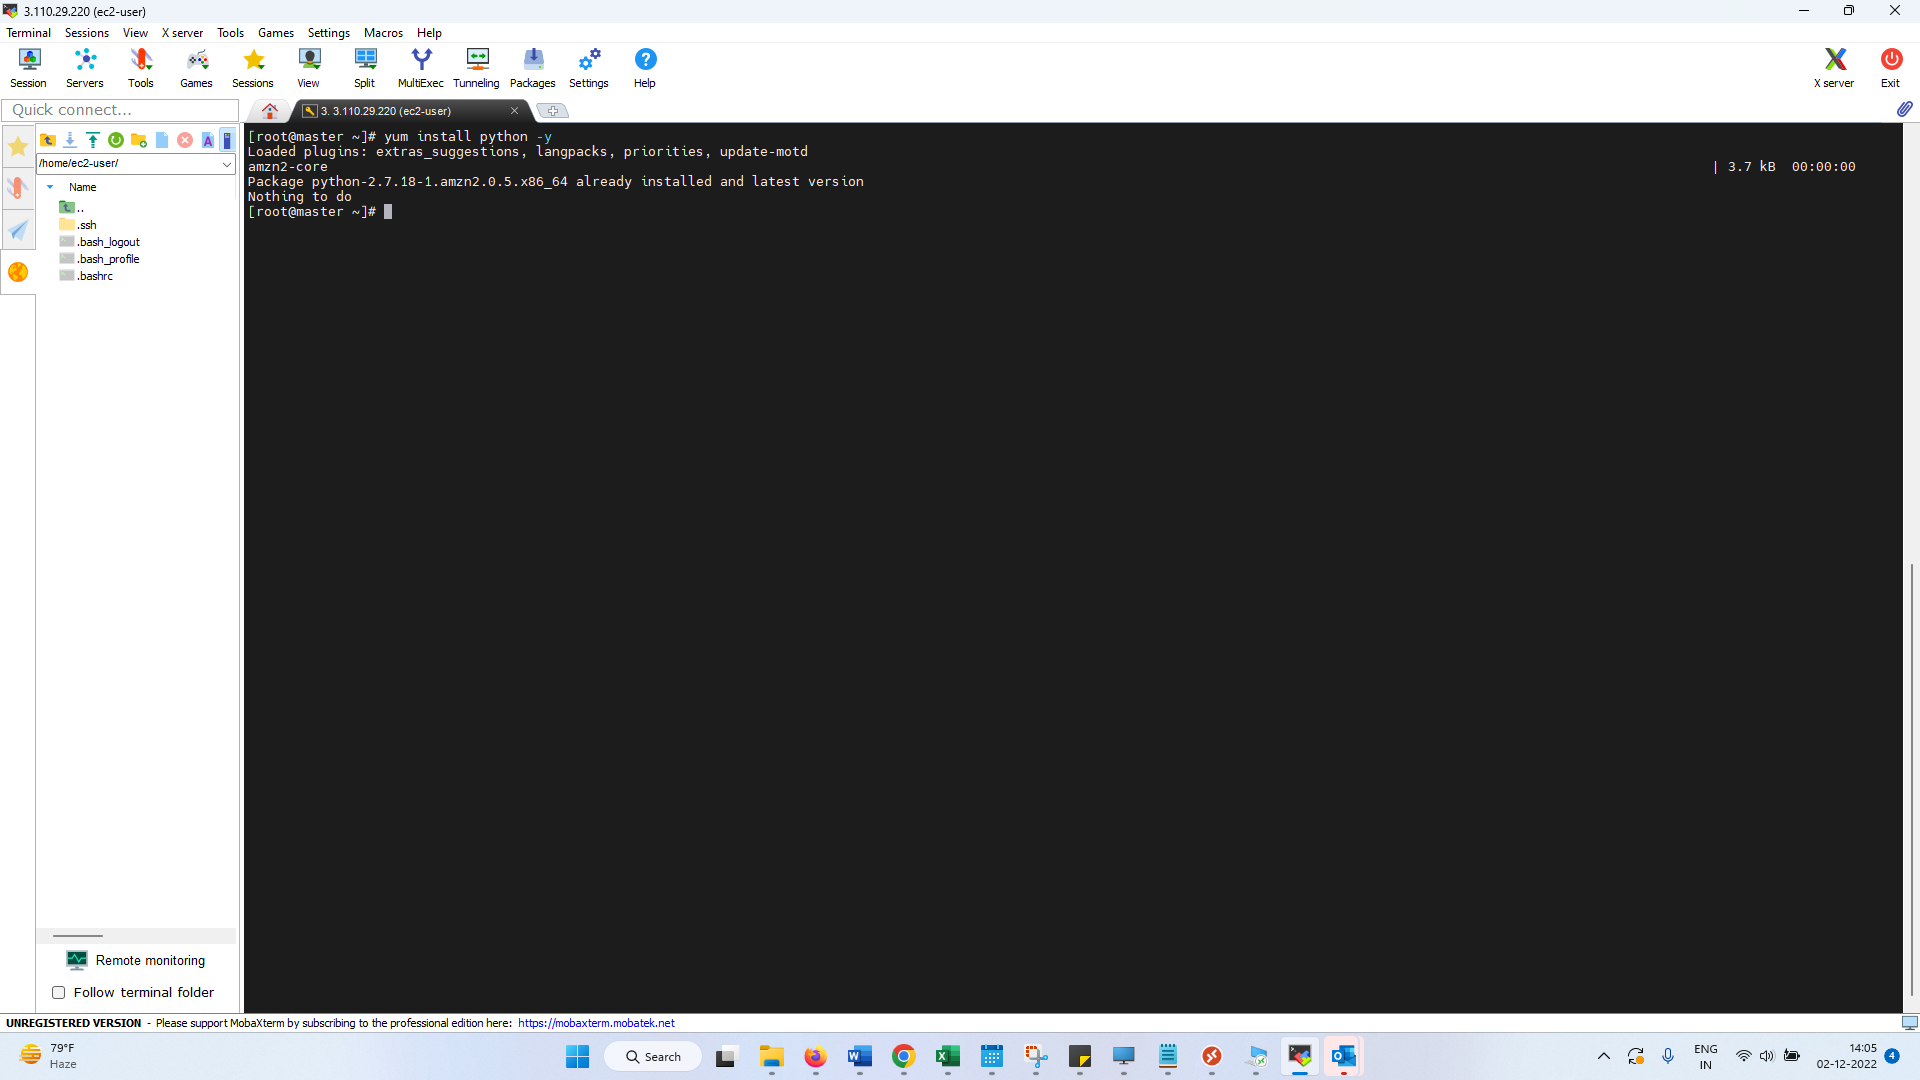 3.110.29.220 (ec2-user)
Terminal Sessions View X server Tools Games Settings Macros Help
Session Servers Tools Games Sessions View Split MultiExec Tunneling Packages Settings Help X server Exit
Quick connect...
3. 3.110.29.220 (ec2-user)
/home/ec2-user/
Name
..
.ssh
.bash_logout
.bash_profile
.bashrc
[root@master ~]# yum install python -y
Loaded plugins: extras_suggestions, langpacks, priorities, update-motd
amzn2-core | 3.7 kB 00:00:00
Package python-2.7.18-1.amzn2.0.5.x86_64 already installed and latest version
Nothing to do
[root@master ~]#
Remote monitoring
Follow terminal folder
UNREGISTERED VERSION - Please support MobaXterm by subscribing to the professional edition here: https://mobaxterm.mobatek.net
79°F
Haze
Search
ENG
IN
14:05
02-12-2022
4